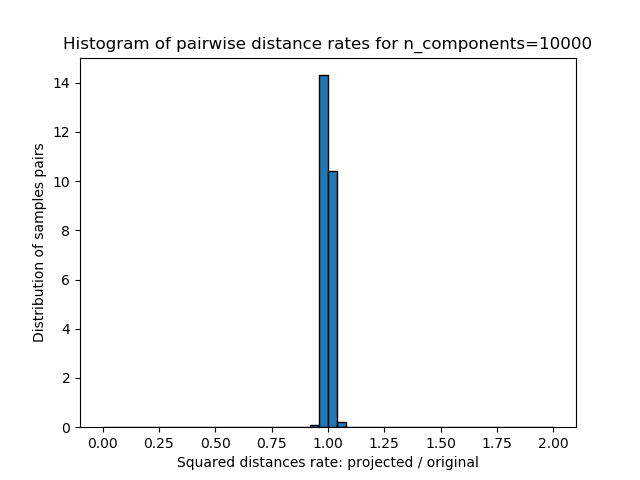 Histogram of pairwise distance rates for n_components=10000
14
12
10
8
6
4
2
0
Distribution of samples pairs
0.00 0.25 0.50 0.75 1.00 1.25 1.50 1.75 2.00
Squared distances rate: projected / original